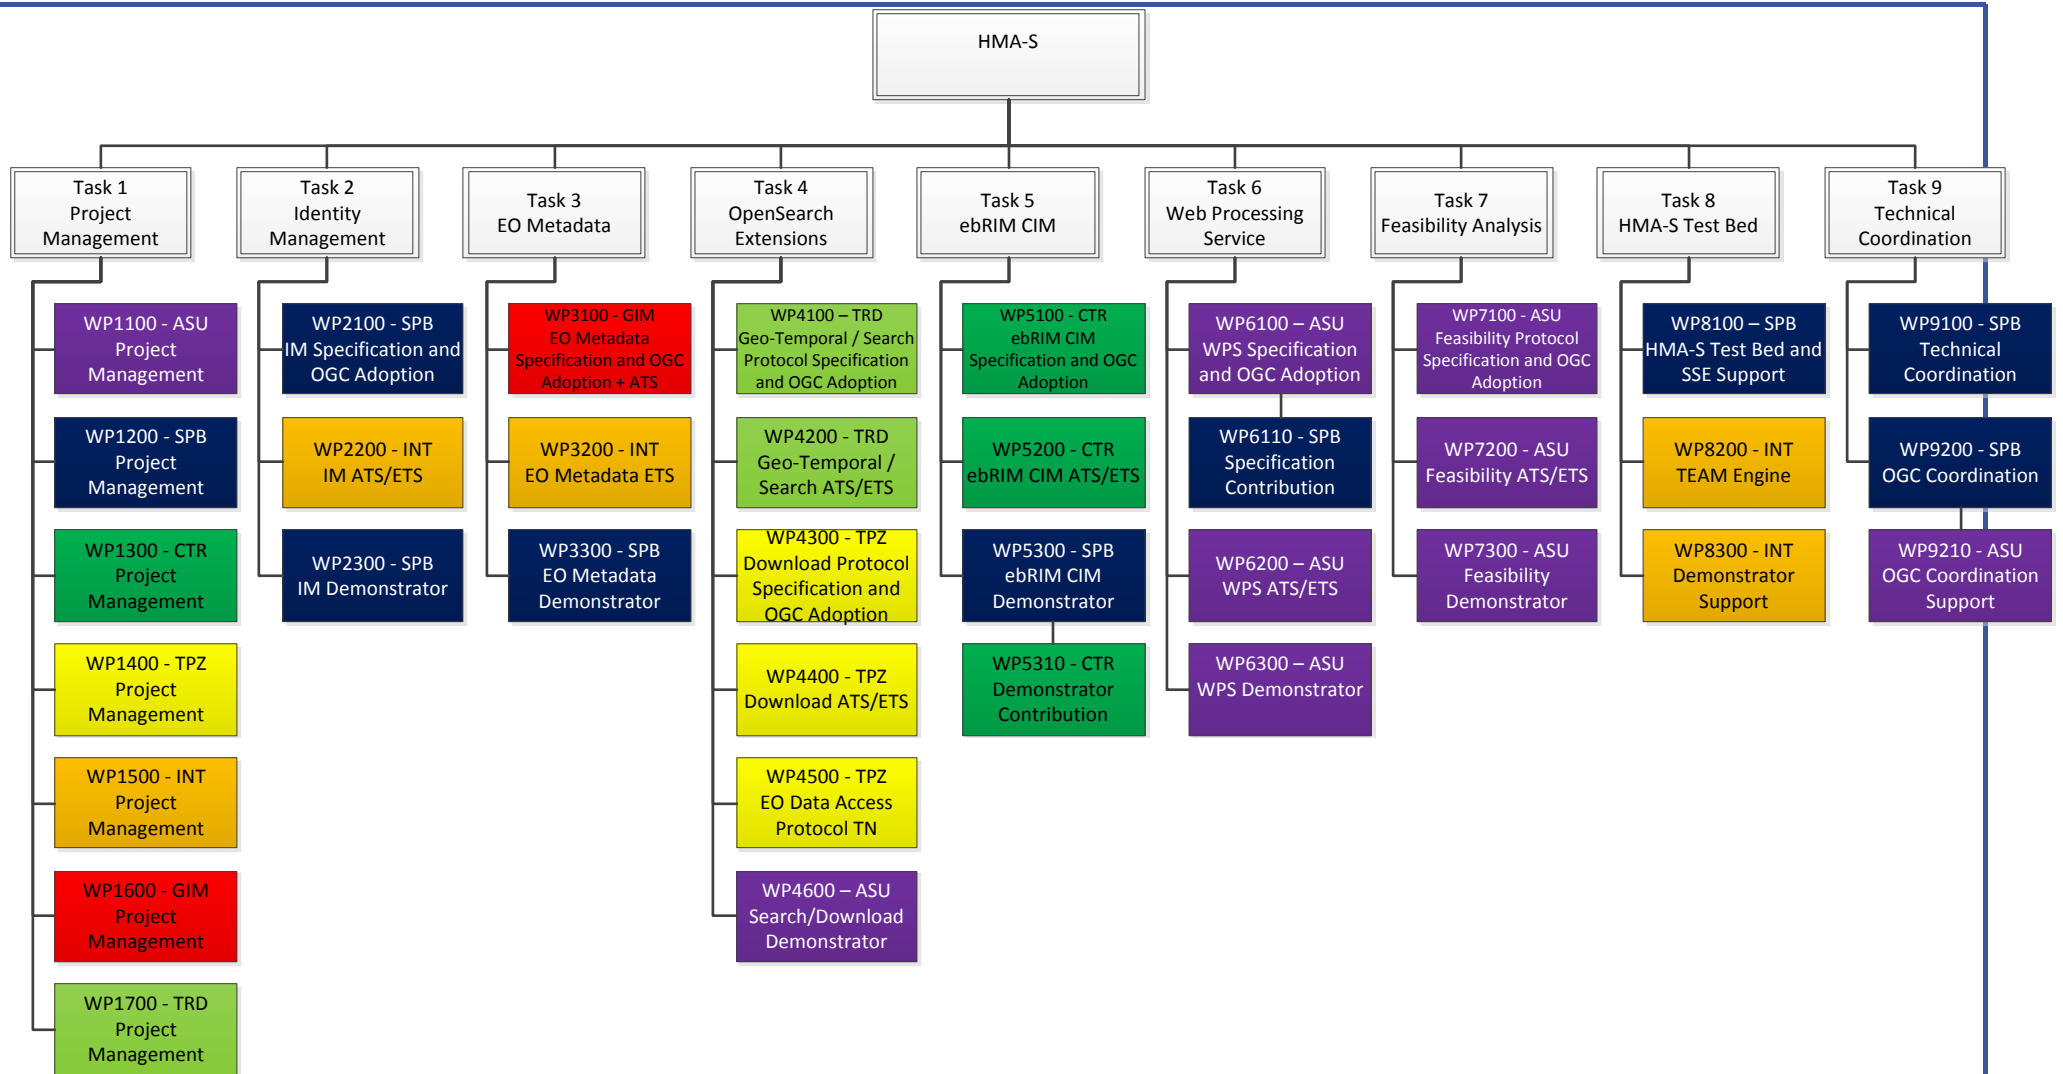 HMA-S
Task 1
Project
Management
Task 2
Identity
Management
Task 3
EO Metadata
Task 4
OpenSearch
Extensions
Task 5
ebRIM CIM
Task 6
Web Processing
Service
Task 7
Feasibility Analysis
Task 8
HMA-S Test Bed
Task 9
Technical
Coordination
WP1100 - ASU
Project
Management
WP1200 - SPB
Project
Management
WP1300 - CTR
Project
Management
WP1400 - TPZ
Project
Management
WP1500 - INT
Project
Management
WP1600 - GIM
Project
Management
WP1700 - TRD
Project
Management
WP2100 - SPB
IM Specification and
OGC Adoption
WP2200 - INT
IM ATS/ETS
WP2300 - SPB
IM Demonstrator
WP3100 - GIM
EO Metadata
Specification and OGC
Adoption + ATS
WP3200 - INT
EO Metadata ETS
WP3300 - SPB
EO Metadata
Demonstrator
WP4100 – TRD
Geo-Temporal / Search
Protocol Specification
and OGC Adoption
WP4200 - TRD
Geo-Temporal /
Search ATS/ETS
WP4300 - TPZ
Download Protocol
Specification and
OGC Adoption
WP4400 - TPZ
Download ATS/ETS
WP4500 - TPZ
EO Data Access
Protocol TN
WP4600 – ASU
Search/Download
Demonstrator
WP5100 - CTR
ebRIM CIM
Specification and OGC
Adoption
WP5200 - CTR
ebRIM CIM ATS/ETS
WP5300 - SPB
ebRIM CIM
Demonstrator
WP5310 - CTR
Demonstrator
Contribution
WP6100 – ASU
WPS Specification
and OGC Adoption
WP6110 - SPB
Specification
Contribution
WP6200 – ASU
WPS ATS/ETS
WP6300 – ASU
WPS Demonstrator
WP7100 - ASU
Feasibility Protocol
Specification and OGC
Adoption
WP7200 - ASU
Feasibility ATS/ETS
WP7300 - ASU
Feasibility
Demonstrator
WP8100 – SPB
HMA-S Test Bed and
SSE Support
WP8200 - INT
TEAM Engine
WP8300 - INT
Demonstrator
Support
WP9100 - SPB
Technical
Coordination
WP9200 - SPB
OGC Coordination
WP9210 - ASU
OGC Coordination
Support